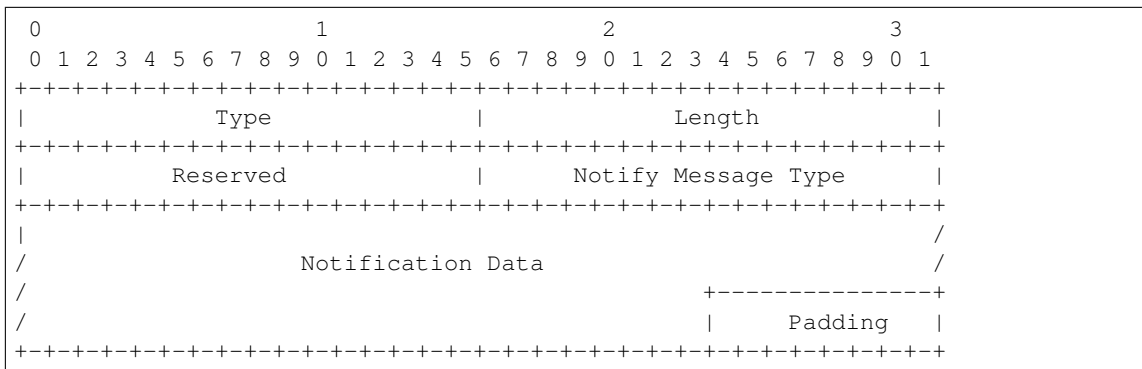 0                   1                   2                   3
 0 1 2 3 4 5 6 7 8 9 0 1 2 3 4 5 6 7 8 9 0 1 2 3 4 5 6 7 8 9 0 1
+-+-+-+-+-+-+-+-+-+-+-+-+-+-+-+-+-+-+-+-+-+-+-+-+-+-+-+-+-+-+-+-+
|             Type              |             Length            |
+-+-+-+-+-+-+-+-+-+-+-+-+-+-+-+-+-+-+-+-+-+-+-+-+-+-+-+-+-+-+-+-+
|          Reserved             |      Notify Message Type      |
+-+-+-+-+-+-+-+-+-+-+-+-+-+-+-+-+-+-+-+-+-+-+-+-+-+-+-+-+-+-+-+-+
|                                                               /
/                   Notification Data                           /
/                                               +---------------+
/                                               |     Padding   |
+-+-+-+-+-+-+-+-+-+-+-+-+-+-+-+-+-+-+-+-+-+-+-+-+-+-+-+-+-+-+-+-+